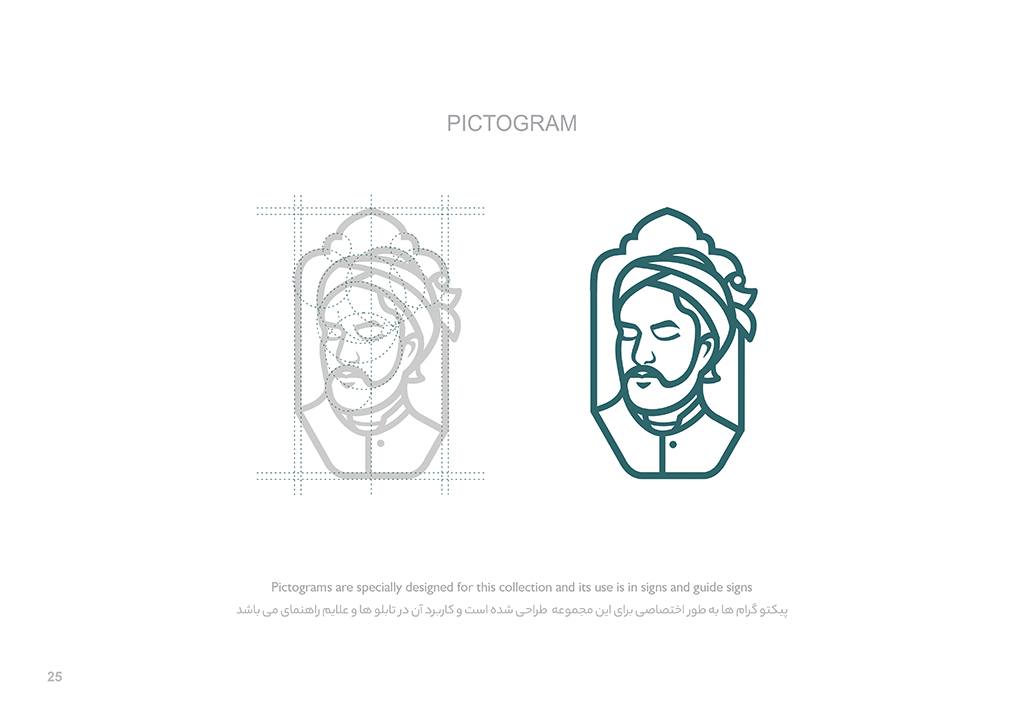 PICTOGRAM
Pictograms are specially designed for this collection and its use is in signs and guide signs
پیکتو گرام ها به طور اختصاصی برای این مجموعه طراحی شده است و کاربرد آن در تابلو ها و علایم راهنمای می باشد
25